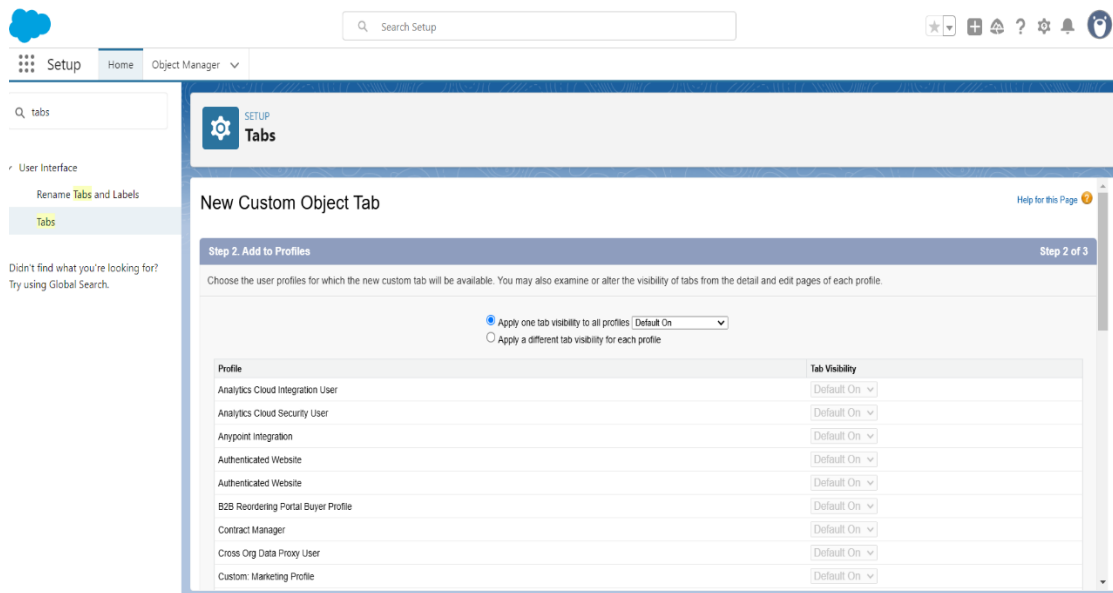 Search Setup
Setup
Home
Object Manager
tabs
User Interface
Rename Tabs and Labels
Tabs
Didn't find what you're looking for?
Try using Global Search.
SETUP
Tabs
New Custom Object Tab
Help for this Page
Step 2. Add to Profiles Step 2 of 3
Choose the user profiles for which the new custom tab will be available. You may also examine or alter the visibility of tabs from the detail and edit pages of each profile.
Apply one tab visibility to all profiles Default On
Apply a different tab visibility for each profile
Profile Tab Visibility
Analytics Cloud Integration User Default On
Analytics Cloud Security User Default On
Anypoint Integration Default On
Authenticated Website Default On
Authenticated Website Default On
B2B Reordering Portal Buyer Profile Default On
Contract Manager Default On
Cross Org Data Proxy User Default On
Custom: Marketing Profile Default On